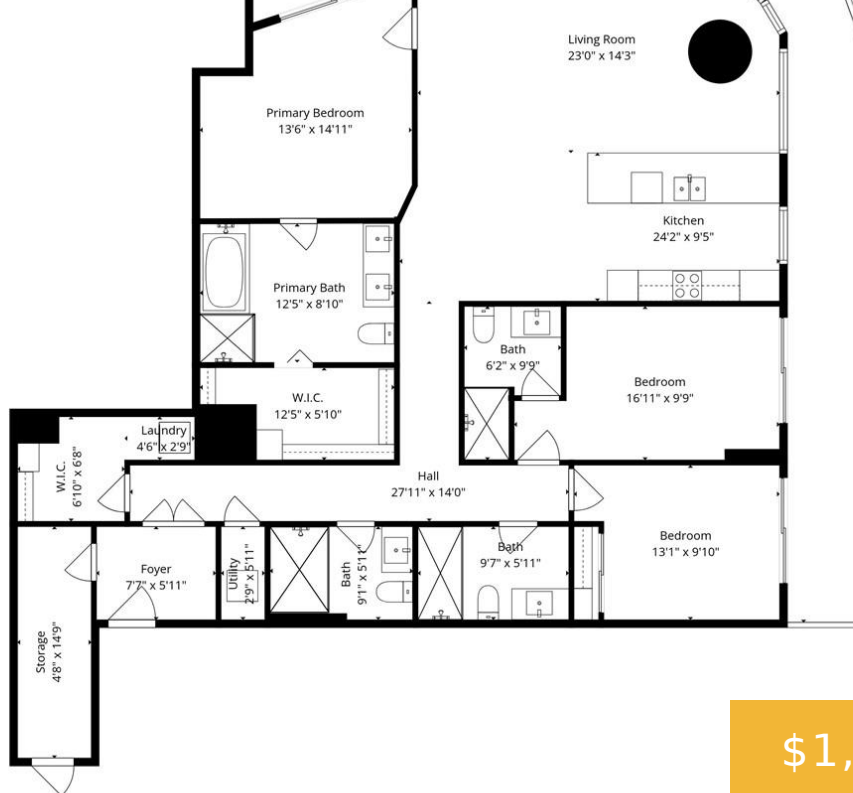 Living Room
23'0" x 14'3"
Primary Bedroom
13'6" x 14'11"
Kitchen
24'2" x 9'5"
Primary Bath
12'5" x 8'10"
Bath
6'2" x 9'9"
Bedroom
16'11" x 9'9"
W.I.C.
12'5" x 5'10"
Laundry
4'6" x 2'9"
W.I.C.
6'10" x 6'8"
Hall
27'11" x 14'0"
Bedroom
13'1" x 9'10"
Foyer
7'7" x 5'11"
Utility
2'9" x 5'11"
Bath
9'1" x 5'11"
Bath
9'7" x 5'11"
Storage
4'8" x 14'9"
$1,